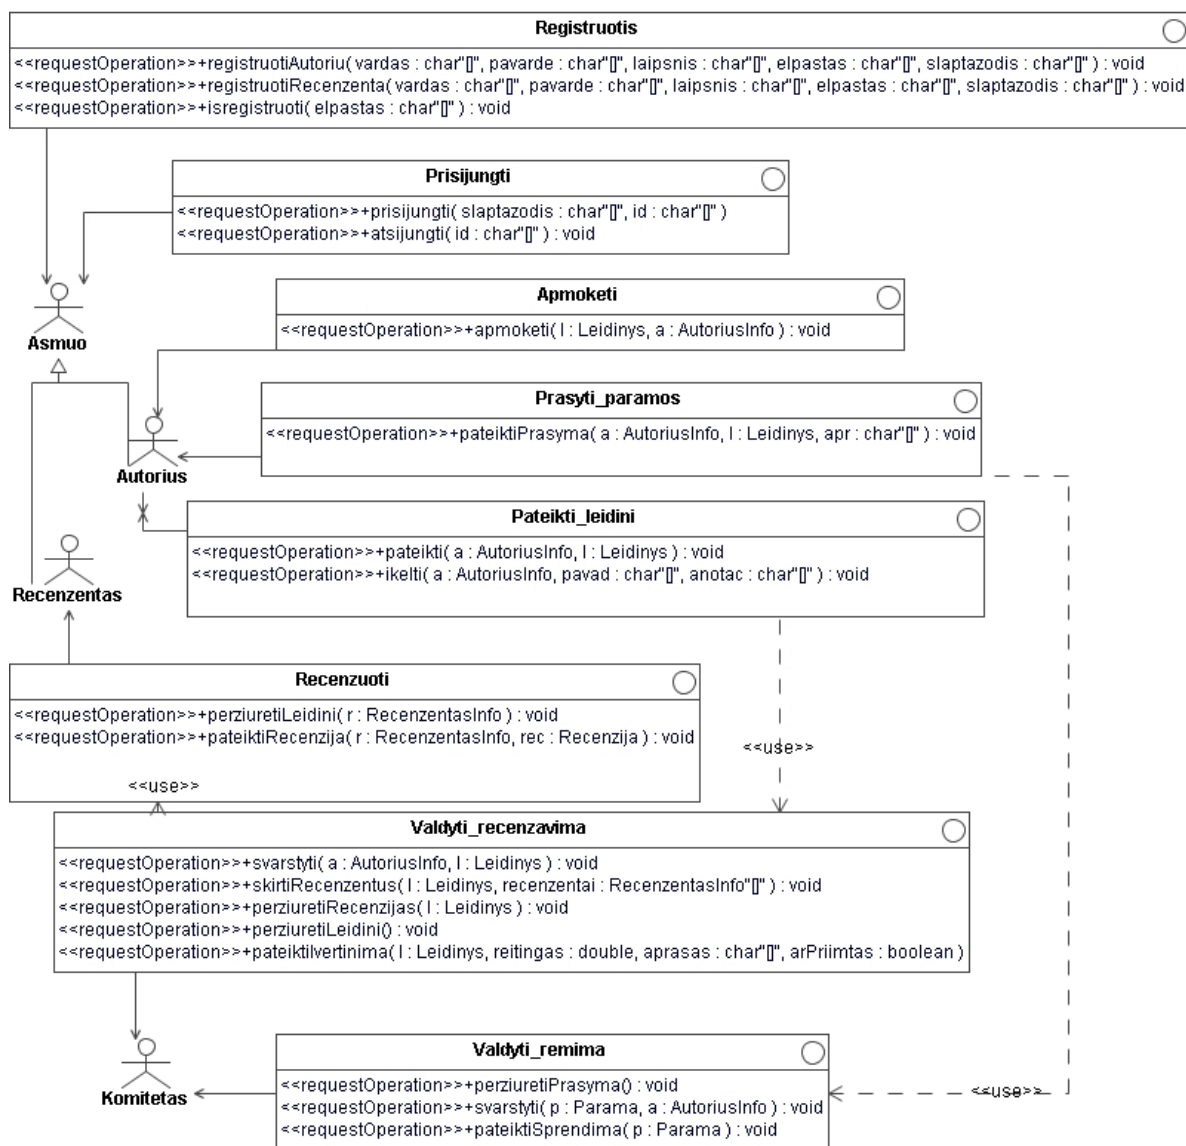 Registruotis
<<requestOperation>>+registruotiAutoriu( vardas : char"[]", pavarde : char"[]", laipsnis : char"[]", elpastas : char"[]", slaptazodis : char"[]" ) : void
<<requestOperation>>+registruotiRecenzenta( vardas : char"[]", pavarde : char"[]", laipsnis : char"[]", elpastas : char"[]", slaptazodis : char"[]" ) : void
<<requestOperation>>+isregistruoti( elpastas : char"[]" ) : void
Prisijungti
<<requestOperation>>+prisijungti( slaptazodis : char"[]", id : char"[]" )
<<requestOperation>>+atsijungti( id : char"[]" ) : void
Apmoketi
<<requestOperation>>+apmoketi( l : Leidinys, a : AutoriusInfo ) : void
Asmuo
Prasyti_paramos
<<requestOperation>>+pateiktiPrasyma( a : AutoriusInfo, l : Leidinys, apr : char"[]" ) : void
Autorius
Pateikti_leidini
<<requestOperation>>+pateikti( a : AutoriusInfo, l : Leidinys ) : void
<<requestOperation>>+ikelti( a : AutoriusInfo, pavad : char"[]", anotac : char"[]" ) : void
Recenzentas
Recenzuoti
<<requestOperation>>+perziuretiLeidini( r : RecenzentasInfo ) : void
<<requestOperation>>+pateiktiRecenzija( r : RecenzentasInfo, rec : Recenzija ) : void
<<use>>
<<use>>
Valdyti_recenzavima
<<requestOperation>>+svarstyti( a : AutoriusInfo, l : Leidinys ) : void
<<requestOperation>>+skirtiRecenzentus( l : Leidinys, recenzentai : RecenzentasInfo"[]" ) : void
<<requestOperation>>+perziuretiRecenzijas( l : Leidinys ) : void
<<requestOperation>>+perziuretiLeidini() : void
<<requestOperation>>+pateiktiIvertinima( l : Leidinys, reitingas : double, aprasas : char"[]", arPriimtas : boolean )
Valdyti_remima
<<requestOperation>>+perziuretiPrasyma() : void
<<use>>
Komitetas
<<requestOperation>>+svarstyti( p : Parama, a : AutoriusInfo ) : void
<<requestOperation>>+pateiktiSprendima( p : Parama ) : void